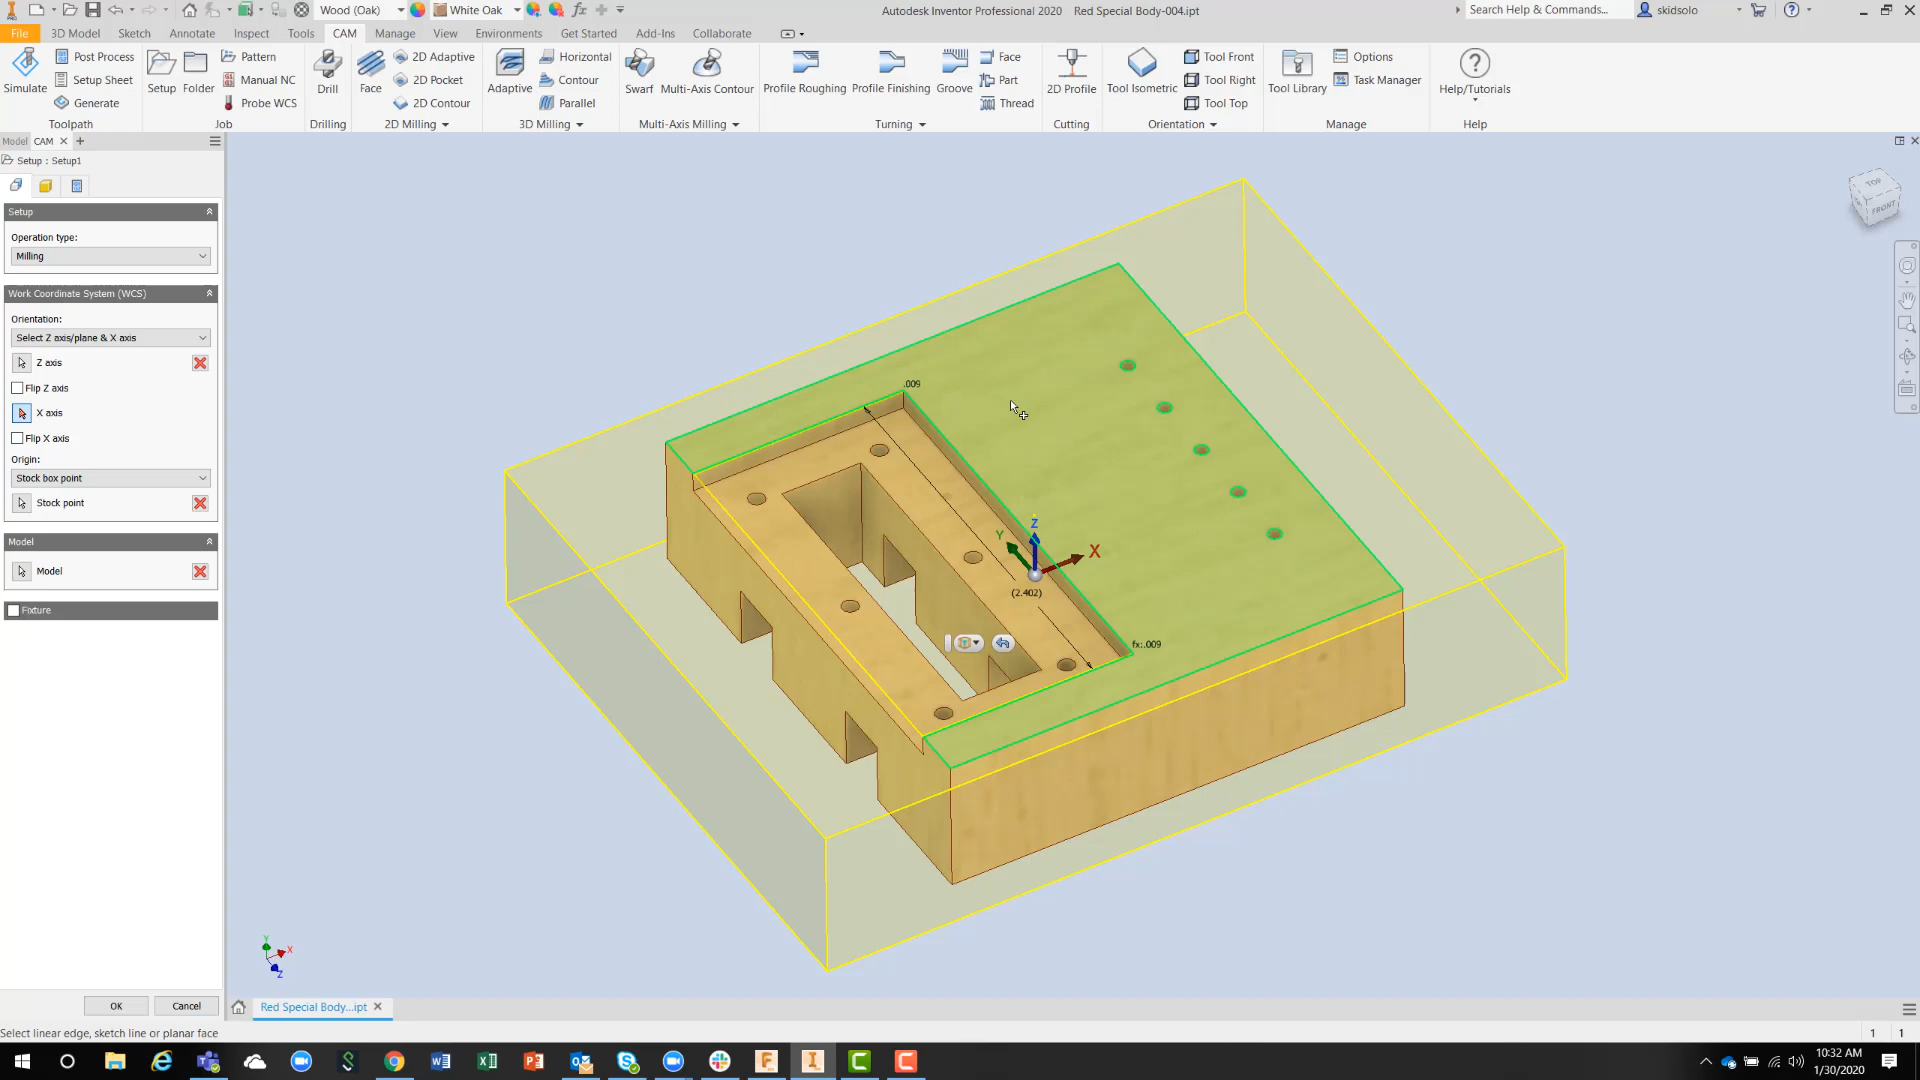 Wood (Oak)
White Oak
Autodesk Inventor Professional 2020 Red Special Body-004.ipt
Search Help & Commands...
skidsolo
File 3D Model Sketch Annotate Inspect Tools CAM Manage View Environments Get Started Add-Ins Collaborate
Simulate
Post Process
Setup Sheet
Generate
Toolpath
Setup
Folder
Pattern
Manual NC
Probe WCS
Job
Drill
Drilling
Face
2D Adaptive
2D Pocket
2D Contour
2D Milling
Adaptive
Horizontal
Contour
Parallel
3D Milling
Swarf
Multi-Axis Contour
Multi-Axis Milling
Profile Roughing
Profile Finishing
Groove
Face
Part
Thread
Turning
2D Profile
Cutting
Tool Isometric
Tool Front
Tool Right
Tool Top
Orientation
Tool Library
Options
Task Manager
Manage
Help/Tutorials
Help
Model CAM
Setup : Setup1
Setup
Operation type:
Milling
Work Coordinate System (WCS)
Orientation:
Select Z axis/plane & X axis
Z axis
Flip Z axis
X axis
Flip X axis
Origin:
Stock box point
Stock point
Model
Model
Fixture
OK Cancel
TOP
FRONT
.009
Z
Y
X
(2.402)
fx:.009
Y
X
Z
Red Special Body...ipt
Select linear edge, sketch line or planar face
1 1
10:32 AM
1/30/2020